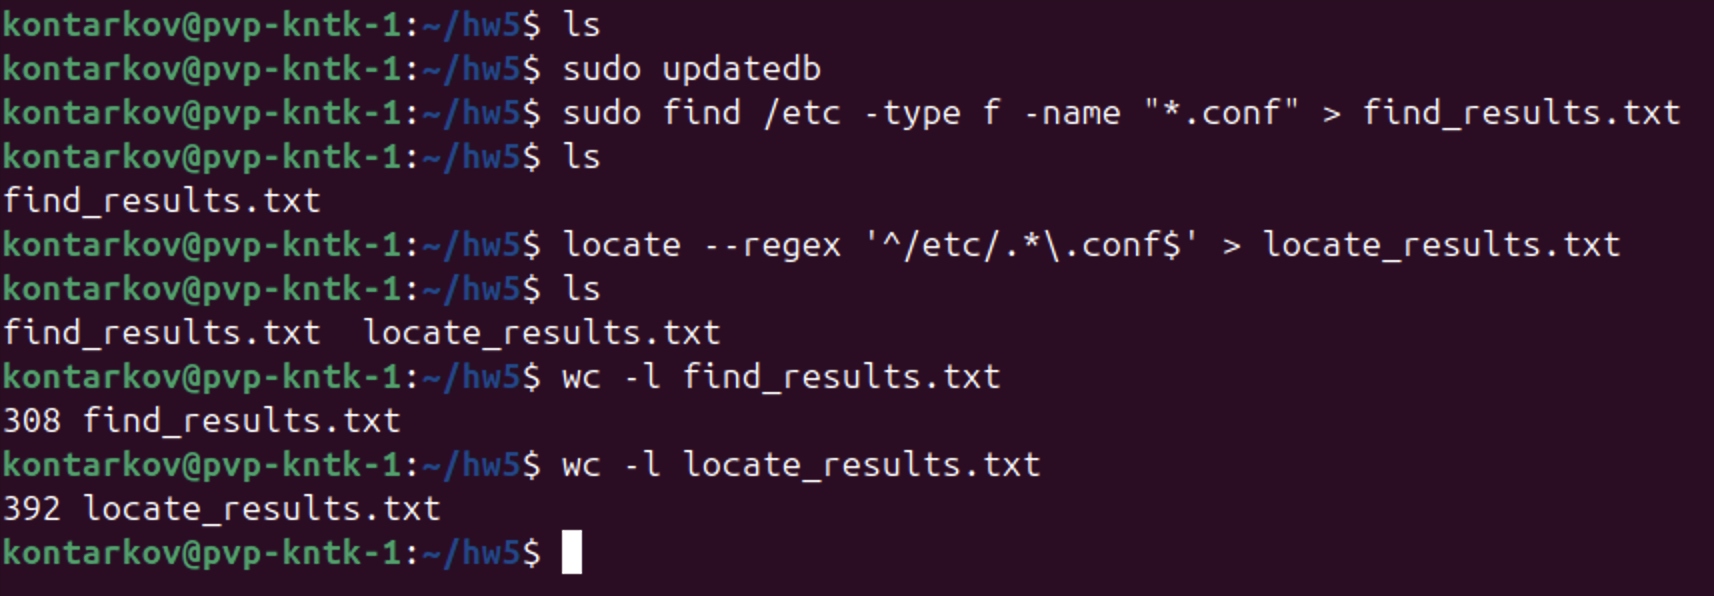 kontarkov@pvp-kntk-1:~/hw5$ ls
kontarkov@pvp-kntk-1:~/hw5$ sudo updatedb
kontarkov@pvp-kntk-1:~/hw5$ sudo find /etc -type f -name "*.conf" > find_results.txt
kontarkov@pvp-kntk-1:~/hw5$ ls
find_results.txt
kontarkov@pvp-kntk-1:~/hw5$ locate --regex '^/etc/.*\.conf$' > locate_results.txt
kontarkov@pvp-kntk-1:~/hw5$ ls
find_results.txt  locate_results.txt
kontarkov@pvp-kntk-1:~/hw5$ wc -l find_results.txt
308 find_results.txt
kontarkov@pvp-kntk-1:~/hw5$ wc -l locate_results.txt
392 locate_results.txt
kontarkov@pvp-kntk-1:~/hw5$